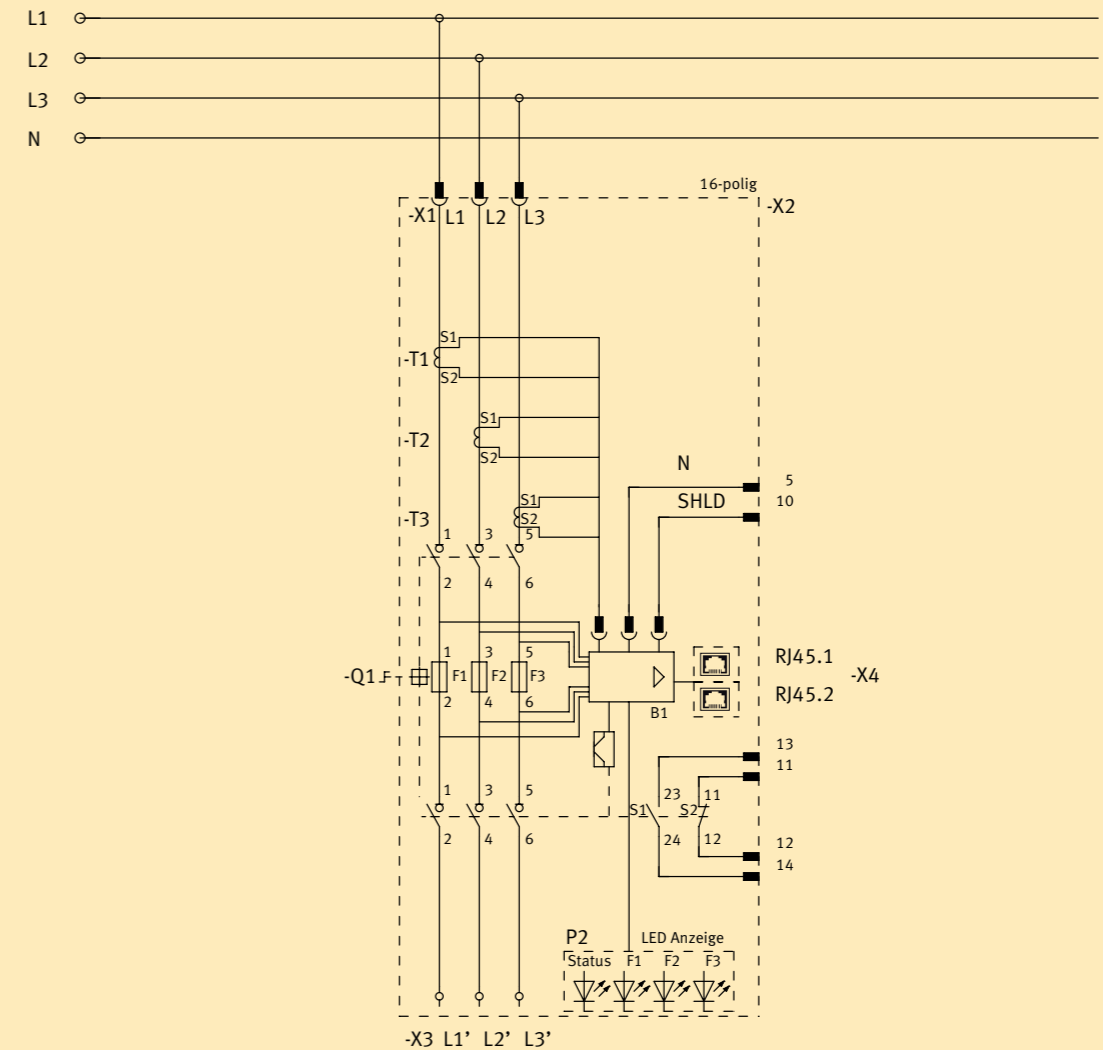 L1
L2
L3
N
16-polig
-X2
-X1 L1 L2 L3
S1
-T1
S2
S1
-T2
S2
N
5
SHLD
10
S1
-T3
S2
1 3 5
2 4 6
1 3 5
RJ45.1
-Q1 F1 F2 F3
-X4
RJ45.2
2 4 6
B1
13
11
1 3 5
23 11
S1 S2
2 4 6
24 12
12
14
P2 LED Anzeige
Status F1 F2 F3
-X3 L1’ L2’ L3’